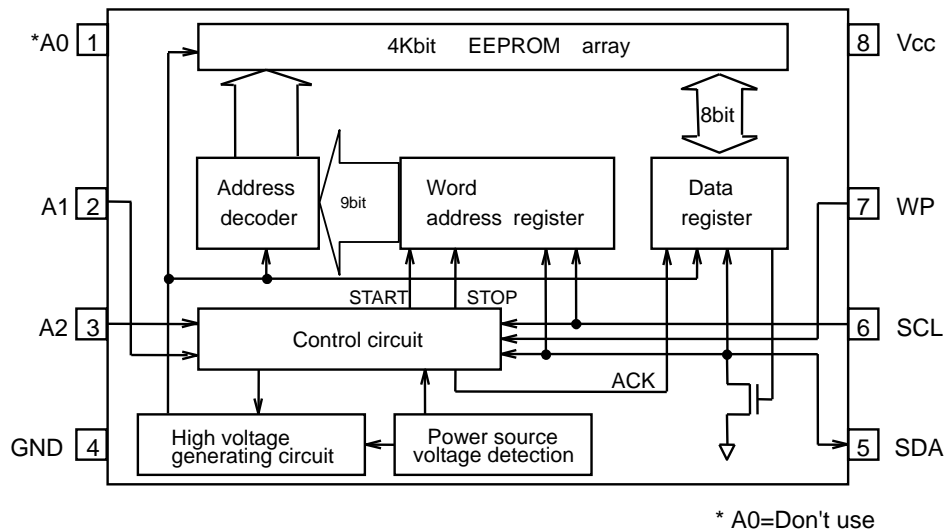 *A0 1
4Kbit EEPROM array
8 Vcc
8bit
A1 2
Address
decoder
9bit
Word
address register
Data
register
7 WP
START
STOP
A2 3
Control circuit
6 SCL
ACK
GND 4
High voltage
generating circuit
Power source
voltage detection
5 SDA
* A0=Don't use